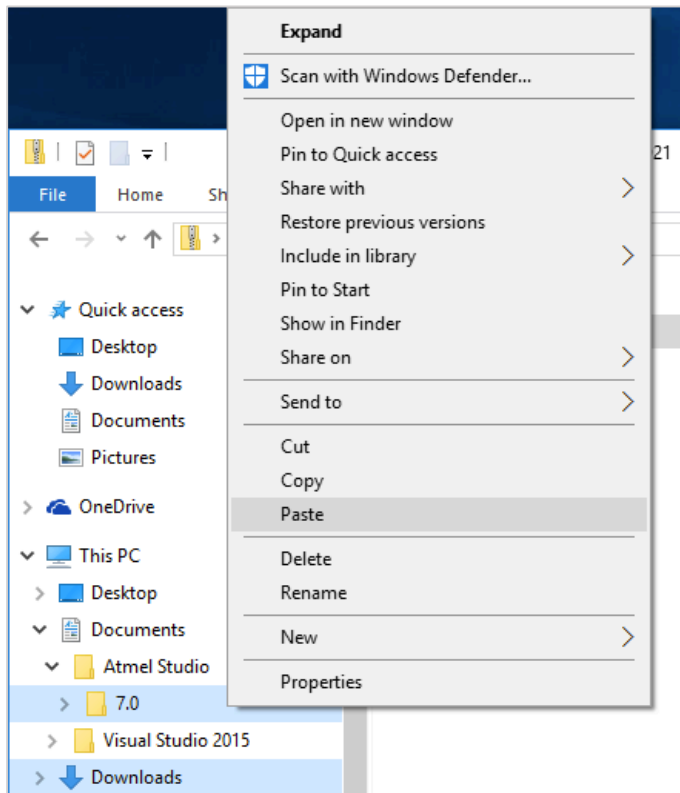 Expand
Scan with Windows Defender...
Open in new window
Pin to Quick access
Share with
Restore previous versions
Include in library
Pin to Start
Show in Finder
Share on
Send to
Cut
Copy
Paste
Delete
Rename
New
Properties
21
File Home Sh
Quick access
Desktop
Downloads
Documents
Pictures
OneDrive
This PC
Desktop
Documents
Atmel Studio
7.0
Visual Studio 2015
Downloads